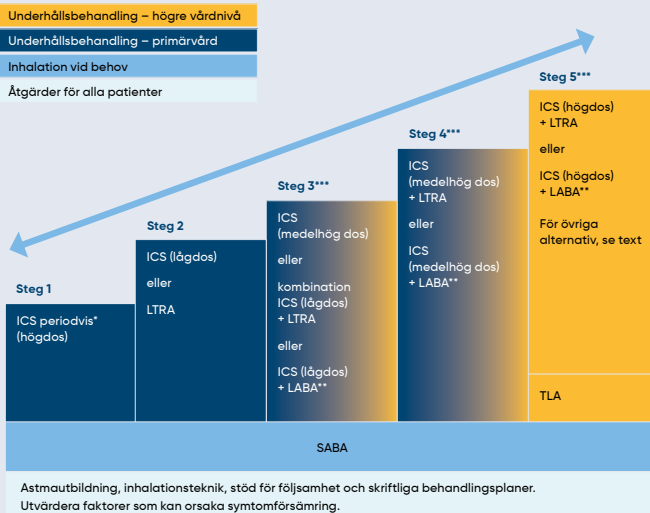 Underhållsbehandling – högre vårdnivå
Underhållsbehandling – primärvård
Inhalation vid behov
Åtgärder för alla patienter
Steg 1
ICS periodvis*
(högdos)
Steg 2
ICS (lågdos)
eller
LTRA
Steg 3***
ICS
(medelhög dos)
eller
kombination
ICS (lågdos)
+ LTRA
eller
ICS (lågdos)
+ LABA**
Steg 4***
ICS
(medelhög dos)
+ LTRA
eller
ICS
(medelhög dos)
+ LABA**
Steg 5***
ICS (högdos)
+ LTRA
eller
ICS (högdos)
+ LABA**
För övriga
alternativ, se text
TLA
SABA
Astmautbildning, inhalationsteknik, stöd för följsamhet och skriftliga behandlingsplaner.
Utvärdera faktorer som kan orsaka symtomförsämring.